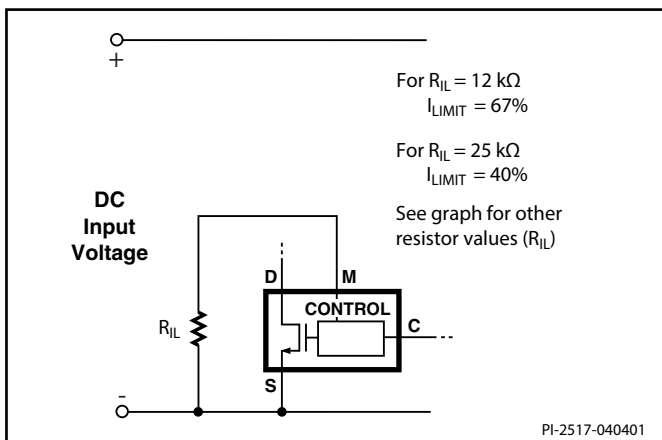 +
For R_IL = 12 kΩ
I_LIMIT = 67%
For R_IL = 25 kΩ
I_LIMIT = 40%
See graph for other
resistor values (R_IL)
DC
Input
Voltage
D
M
CONTROL
C
R_IL
S
-
PI-2517-040401